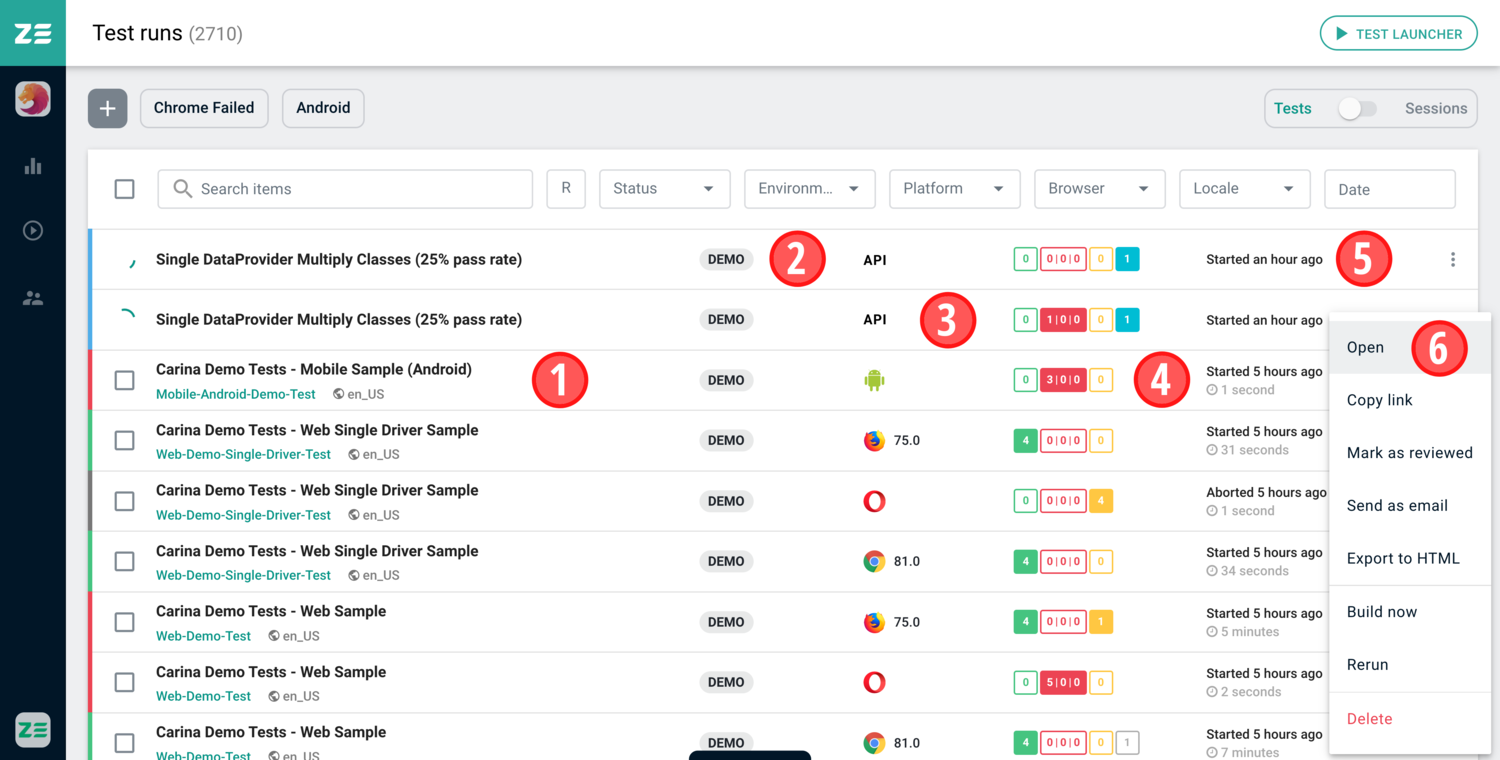 ZE
Test runs (2710)
TEST LAUNCHER
+ Chrome Failed Android
Tests Sessions
Search items R Status Environm... Platform Browser Locale Date
Single DataProvider Multiply Classes (25% pass rate) DEMO 2 API 0 0|0|0 0 1 Started an hour ago 5
Single DataProvider Multiply Classes (25% pass rate) DEMO API 3 0 1|0|0 0 1 Started an hour ago
Carina Demo Tests - Mobile Sample (Android) 1 DEMO 0 3|0|0 0 4 Started 5 hours ago
Mobile-Android-Demo-Test en_US 1 second
Carina Demo Tests - Web Single Driver Sample DEMO 75.0 4 0|0|0 0 Started 5 hours ago
Web-Demo-Single-Driver-Test en_US 31 seconds
Carina Demo Tests - Web Single Driver Sample DEMO 0 0|0|0 4 Aborted 5 hours ago
Web-Demo-Single-Driver-Test en_US 1 second
Carina Demo Tests - Web Single Driver Sample DEMO 81.0 4 0|0|0 0 Started 5 hours ago
Web-Demo-Single-Driver-Test en_US 34 seconds
Carina Demo Tests - Web Sample DEMO 75.0 4 0|0|0 1 Started 5 hours ago
Web-Demo-Test en_US 5 minutes
Carina Demo Tests - Web Sample DEMO 0 5|0|0 0 Started 5 hours ago
Web-Demo-Test en_US 2 seconds
Carina Demo Tests - Web Sample DEMO 81.0 4 0|0|0 0 1 Started 5 hours ago
Web-Demo-Test en_US 7 minutes
Open 6
Copy link
Mark as reviewed
Send as email
Export to HTML
Build now
Rerun
Delete
ZE